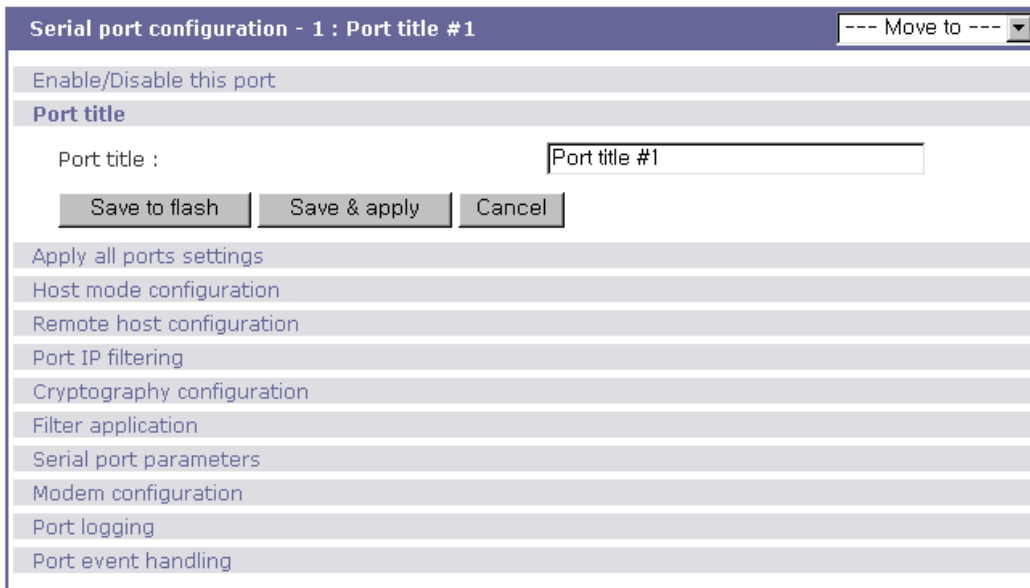 Serial port configuration - 1 : Port title #1 --- Move to ---
Enable/Disable this port
Port title
Port title : Port title #1
Save to flash Save & apply Cancel
Apply all ports settings
Host mode configuration
Remote host configuration
Port IP filtering
Cryptography configuration
Filter application
Serial port parameters
Modem configuration
Port logging
Port event handling